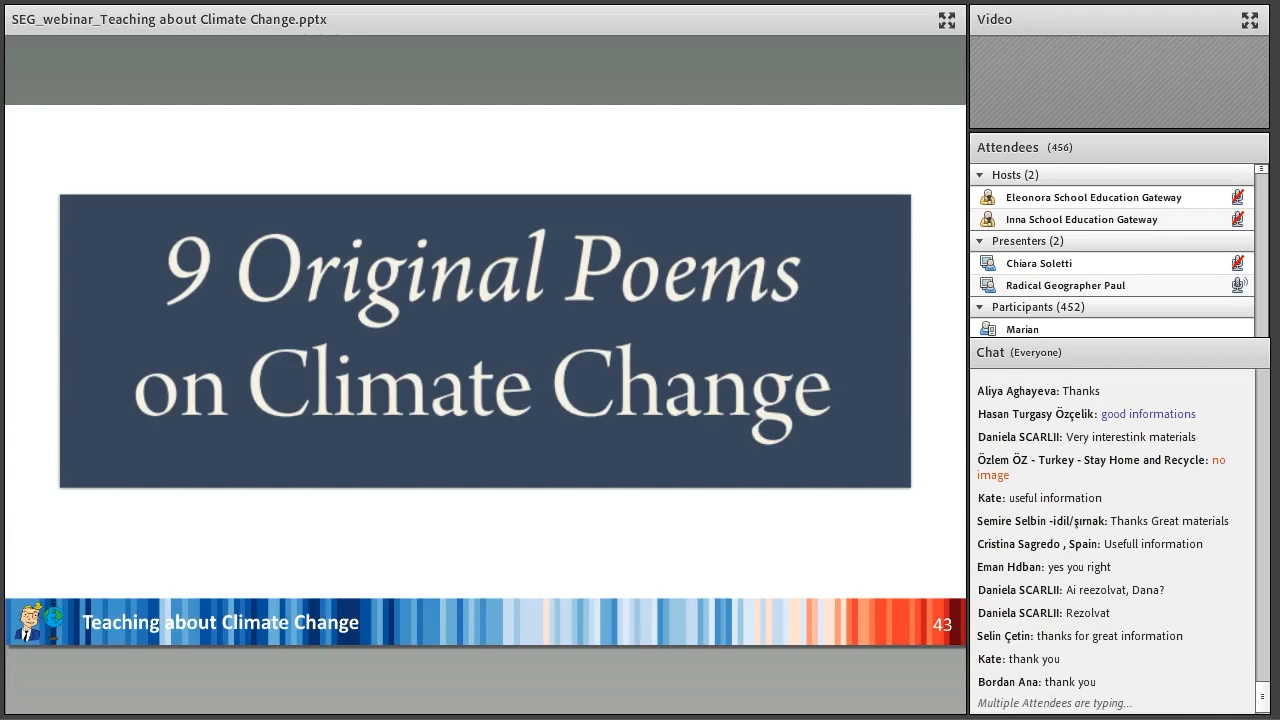 SEG_webinar_Teaching about Climate Change.pptx
9 Original Poems
on Climate Change
Teaching about Climate Change
43
Video
Attendees (456)
Hosts (2)
Eleonora School Education Gateway
Inna School Education Gateway
Presenters (2)
Chiara Soletti
Radical Geographer Paul
Participants (452)
Marian
Chat (Everyone)
Aliya Aghayeva: Thanks
Hasan Turgasy Özçelik: good informations
Daniela SCARLII: Very interestink materials
Özlem ÖZ - Turkey - Stay Home and Recycle: no
image
Kate: useful information
Semire Selbin -idil/şırnak: Thanks Great materials
Cristina Sagredo , Spain: Usefull information
Eman Hdban: yes you right
Daniela SCARLII: Ai reezolvat, Dana?
Daniela SCARLII: Rezolvat
Selin Çetin: thanks for great information
Kate: thank you
Bordan Ana: thank you
Multiple Attendees are typing...